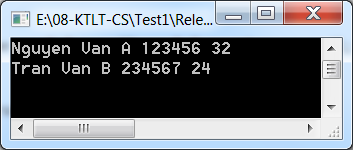 E:\08-KTLT-CS\Test1\Rele...
Nguyen Van A 123456 32
Tran Van B 234567 24